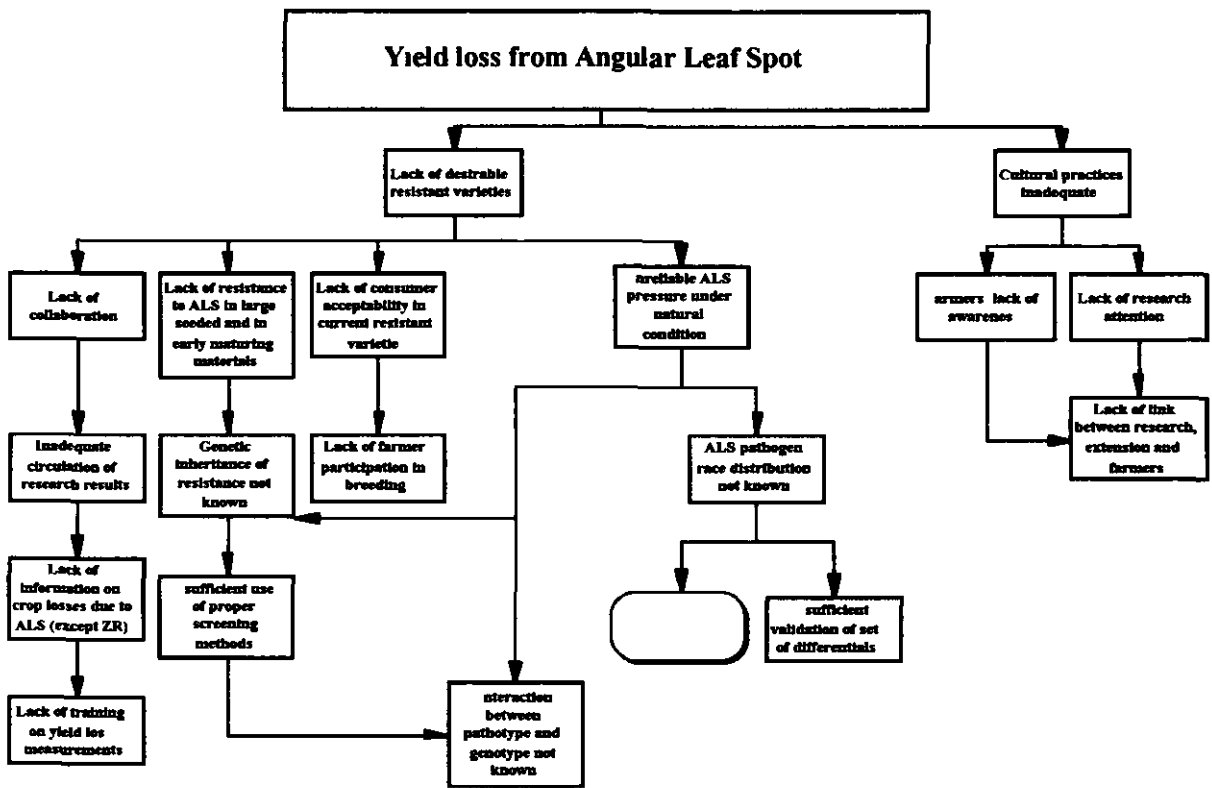 Yield loss from Angular Leaf Spot
Lack of desirable
resistant varieties
Cultural practices
inadequate
Lack of
collaboration
Lack of resistance
to ALS in large
seeded and in
early maturing
materials
Lack of consumer
acceptability in
current resistant
varietie
nreliable ALS
pressure under
natural
condition
armers lack of
awarenes
Lack of research
attention
Inadequate
circulation of
research results
Genetic
inheritance of
resistance not
known
Lack of farmer
participation in
breeding
ALS pathogen
race distribution
not known
Lack of link
between research,
extension and
farmers
Lack of
information on
crop losses due to
ALS (except ZR)
sufficient use
of proper
screening
methods
sufficient
validation of set
of differentials
Lack of training
on yield los
measurements
nteraction
between
pathotype and
genotype not
known